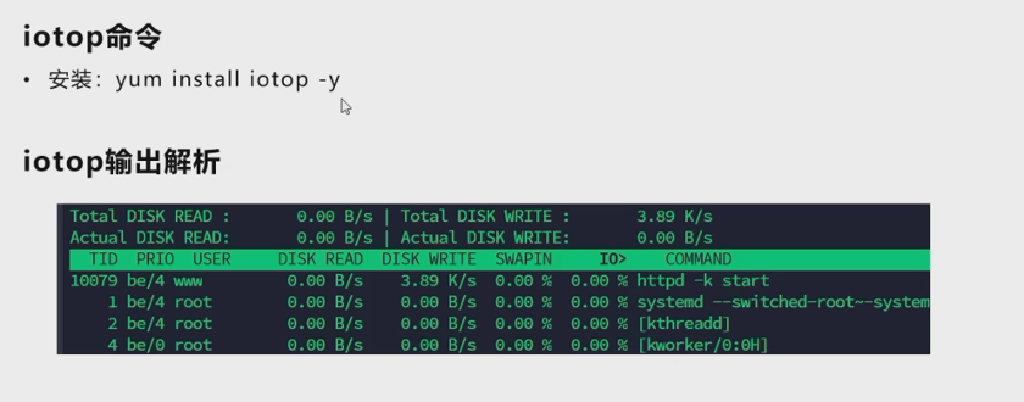 iotop命令
• 安装：yum install iotop -y
iotop输出解析
Total DISK READ : 0.00 B/s | Total DISK WRITE : 3.89 K/s
Actual DISK READ: 0.00 B/s | Actual DISK WRITE: 0.00 B/s
TID PRIO USER DISK READ DISK WRITE SWAPIN IO> COMMAND
10079 be/4 www 0.00 B/s 3.89 K/s 0.00 % 0.00 % httpd -k start
1 be/4 root 0.00 B/s 0.00 B/s 0.00 % 0.00 % systemd --switched-root~-system
2 be/4 root 0.00 B/s 0.00 B/s 0.00 % 0.00 % [kthreadd]
4 be/0 root 0.00 B/s 0.00 B/s 0.00 % 0.00 % [kworker/0:0H]